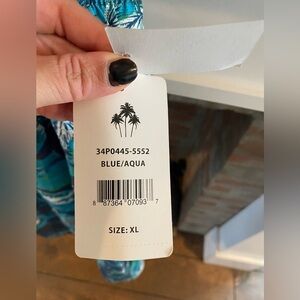 34P0445-5552
BLUE/AQUA
8 87364 07093 7
SIZE: XL